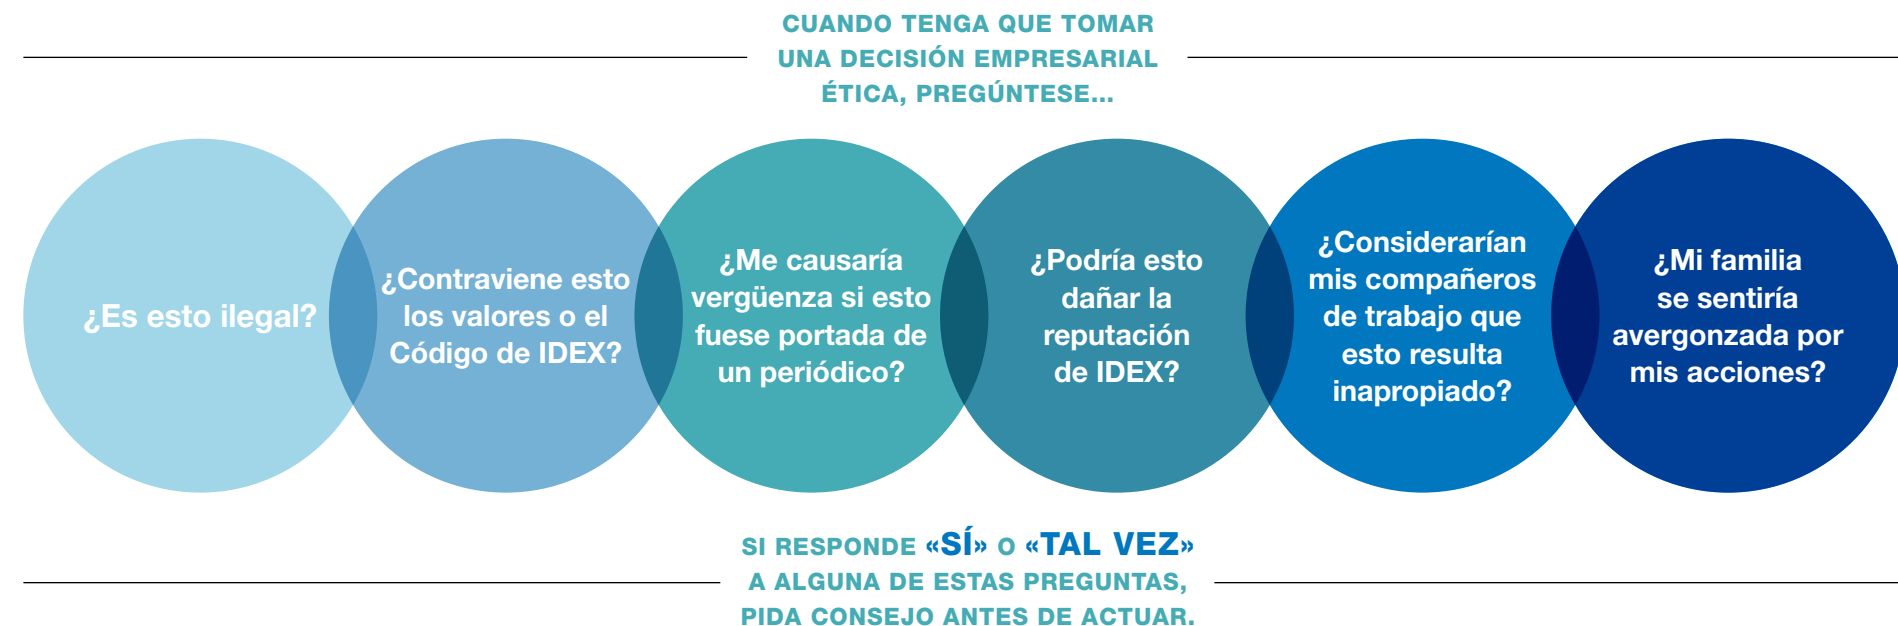 CUANDO TENGA QUE TOMAR
UNA DECISIÓN EMPRESARIAL
ÉTICA, PREGÚNTESE...
¿Es esto ilegal?
¿Contraviene esto
los valores o el
Código de IDEX?
¿Me causaría
vergüenza si esto
fuese portada de
un periódico?
¿Podría esto
dañar la
reputación
de IDEX?
¿Considerarían
mis compañeros
de trabajo que
esto resulta
inapropiado?
¿Mi familia
se sentiría
avergonzada por
mis acciones?
SI RESPONDE «SÍ» O «TAL VEZ»
A ALGUNA DE ESTAS PREGUNTAS,
PIDA CONSEJO ANTES DE ACTUAR.